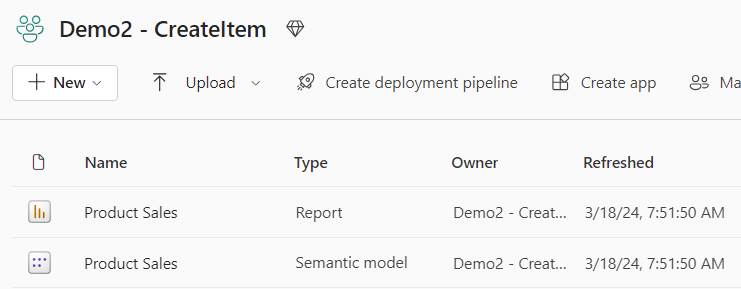 Demo2 - CreateItem
New Upload Create deployment pipeline Create app Ma
Name Type Owner Refreshed
Product Sales Report Demo2 - Creat... 3/18/24, 7:51:50 AM
Product Sales Semantic model Demo2 - Creat... 3/18/24, 7:51:50 AM